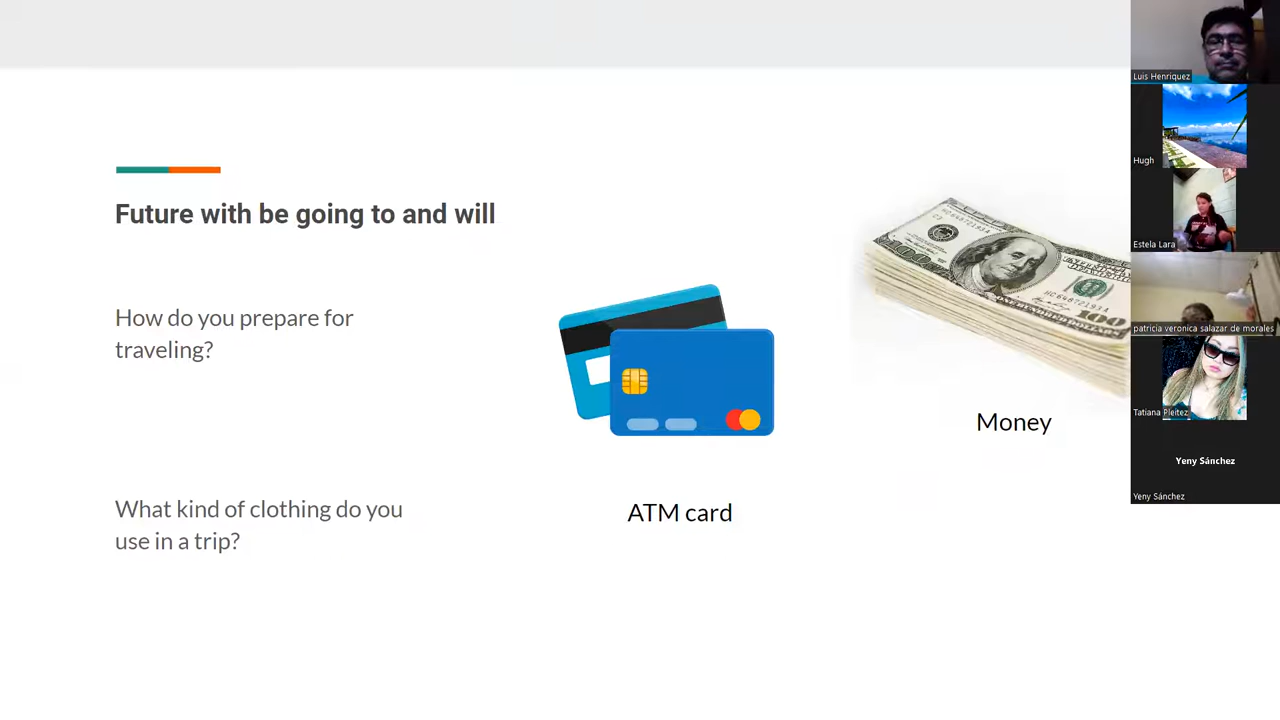 Future with be going to and will
How do you prepare for
traveling?
What kind of clothing do you
use in a trip?
ATM card
Money
100
Luis Henriquez
Hugh
Estela Lara
patricia veronica salazar de morales
Tatiana Pleitez
Yeny Sánchez
Yeny Sánchez